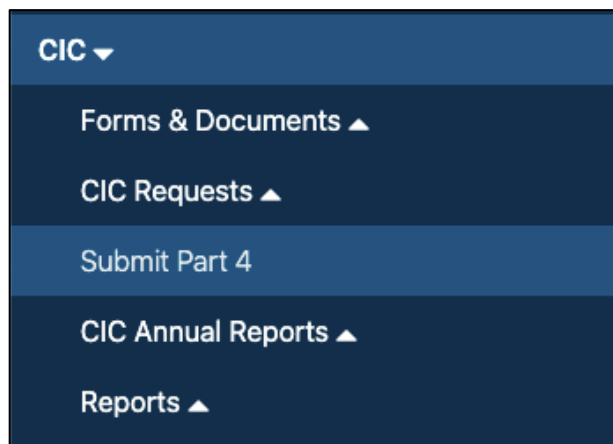 CIC
Forms & Documents
CIC Requests
Submit Part 4
CIC Annual Reports
Reports